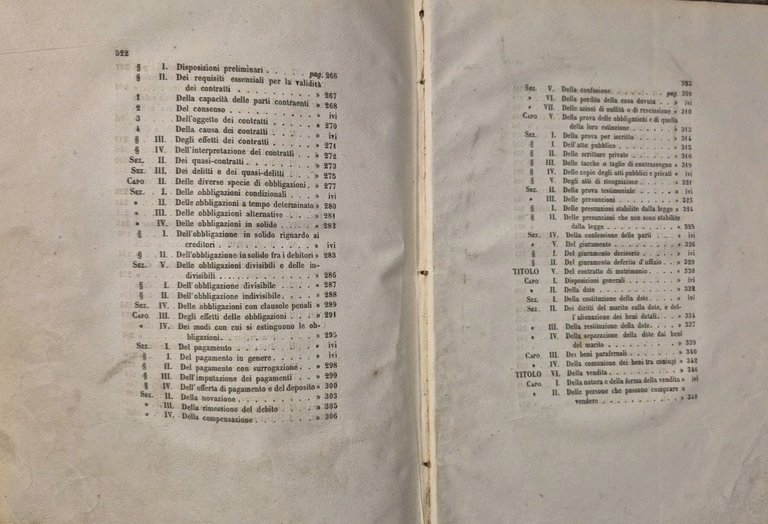 522
§ I. Disposizioni preliminari . . . . . . pag. 266
§ II. Dei requisiti essenziali per la validità
dei contratti . . . . . . . . . » 267
1 Della capacità delle parti contraenti » 268
2 Del consenso . . . . . . . . . ivi
3 Dell'oggetto dei contratti . . . . . » 270
4 Della causa dei contratti . . . . . . ivi
§ III. Degli effetti dei contratti . . . . . » 271
§ IV. Dell'interpretazione dei contratti . . » 272
Sez. II. Dei quasi-contratti . . . . . . . » 273
Sez. III. Dei delitti e dei quasi-delitti . . . . » 275
Capo II. Delle diverse specie di obbligazioni . » 277
Sez. I. Delle obbligazioni condizionali . . . ivi
» II. Delle obbligazioni a tempo determinato » 280
» III. Delle obbligazioni alternative . . . » 281
» IV. Delle obbligazioni in solido . . . . » 282
§ I. Dell'obbligazione in solido riguardo ai
creditori . . . . . . . . . . ivi
§ II. Dell'obbligazione in solido fra i debitori » 283
Sez. V. Delle obbligazioni divisibili e delle in-
divisibili . . . . . . . . . . » 286
§ I. Dell'obbligazione divisibile . . . . » 287
§ II. Dell'obbligazione indivisibile . . . . » 288
Sez. IV. Delle obbligazioni con clausole penali » 289
Capo. III. Degli effetti delle obbligazioni . . . » 291
» IV. Dei modi con cui si estinguono le ob-
bligazioni. . . . . . . . . . » 295
Sez. I. Del pagamento . . . . . . . . ivi
§ I. Del pagamento in genere . . . . . ivi
§ II. Del pagamento con surrogazione . . » 298
§ III. Dell'imputazione dei pagamenti . . . » 299
§ IV. Dell'offerta di pagamento e del deposito » 300
Sez. II. Della novazione . . . . . . . . » 303
» III. Della rimessione del debito . . . . » 305
» IV. Della compensazione . . . . . . . » 306
523
Sez. V. Della confusione. . . . . . . pag. 309
» VI. Della perdita della cosa dovuta . . » ivi
» VII. Delle azioni di nullità o di rescissione » 310
Capo V. Della prova delle obbligazioni e di quella
della loro estinzione . . . . . . » 313
Sez. I. Della prova per iscritto . . . . . » 314
§ I. Dell'atto pubblico . . . . . . . » 315
§ II. Delle scritture private . . . . . . » 316
§ III. Delle tacche o taglie di contrassegno » 319
§ IV. Delle copie degli atti pubblici e privati » ivi
§ V. Degli atti di ricognizione . . . . . » 321
Sez. II. Della prova testimoniale . . . . . » ivi
» III. Delle presunzioni . . . . . . . » ivi
§ I. Delle presunzioni stabilite dalla legge » 324
§ II. Delle presunzioni che non sono stabilite
dalla legge . . . . . . . . . » 325
Sez. IV. Della confessione delle parti . . . . » ivi
» V. Del giuramento . . . . . . . . » 326
§ I. Del giuramento decisorio . . . . . » ivi
§ II. Del giuramento deferito d'uffizio . . » 329
TITOLO V. Del contratto di matrimonio . . . . » 330
Capo I. Disposizioni generali . . . . . . » ivi
» II. Della dote . . . . . . . . . . » 332
Sez. I. Della costituzione della dote . . . . » ivi
Sez. II. Dei diritti del marito sulla dote, e del-
l'alienazione dei beni dotali . . . . » 334
» III. Della restituzione della dote. . . . » 337
» IV. Della separazione della dote dai beni
del marito . . . . . . . . . » 339
Capo. III. Dei beni parafernali . . . . . . » 340
» IV. Della comunione dei beni tra coniugi » 342
TITOLO VI. Della vendita . . . . . . . . » 346
Capo. I. Della natura e della forma della vendita » ivi
» II. Delle persone che possono comprare o
vendere . . . . . . . . . . » 348